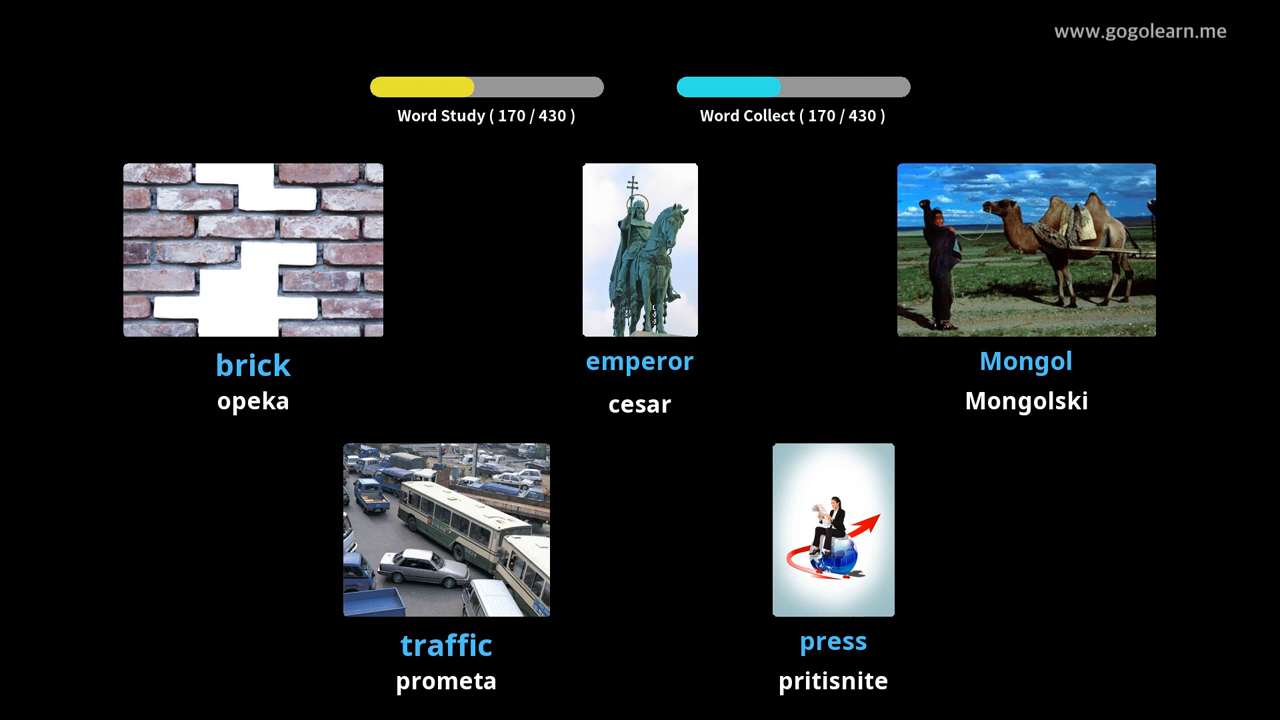 www.gogolearn.me
Word Study ( 170 / 430 )
Word Collect ( 170 / 430 )
brick
opeka
emperor
cesar
Mongol
Mongolski
traffic
prometa
press
pritisnite